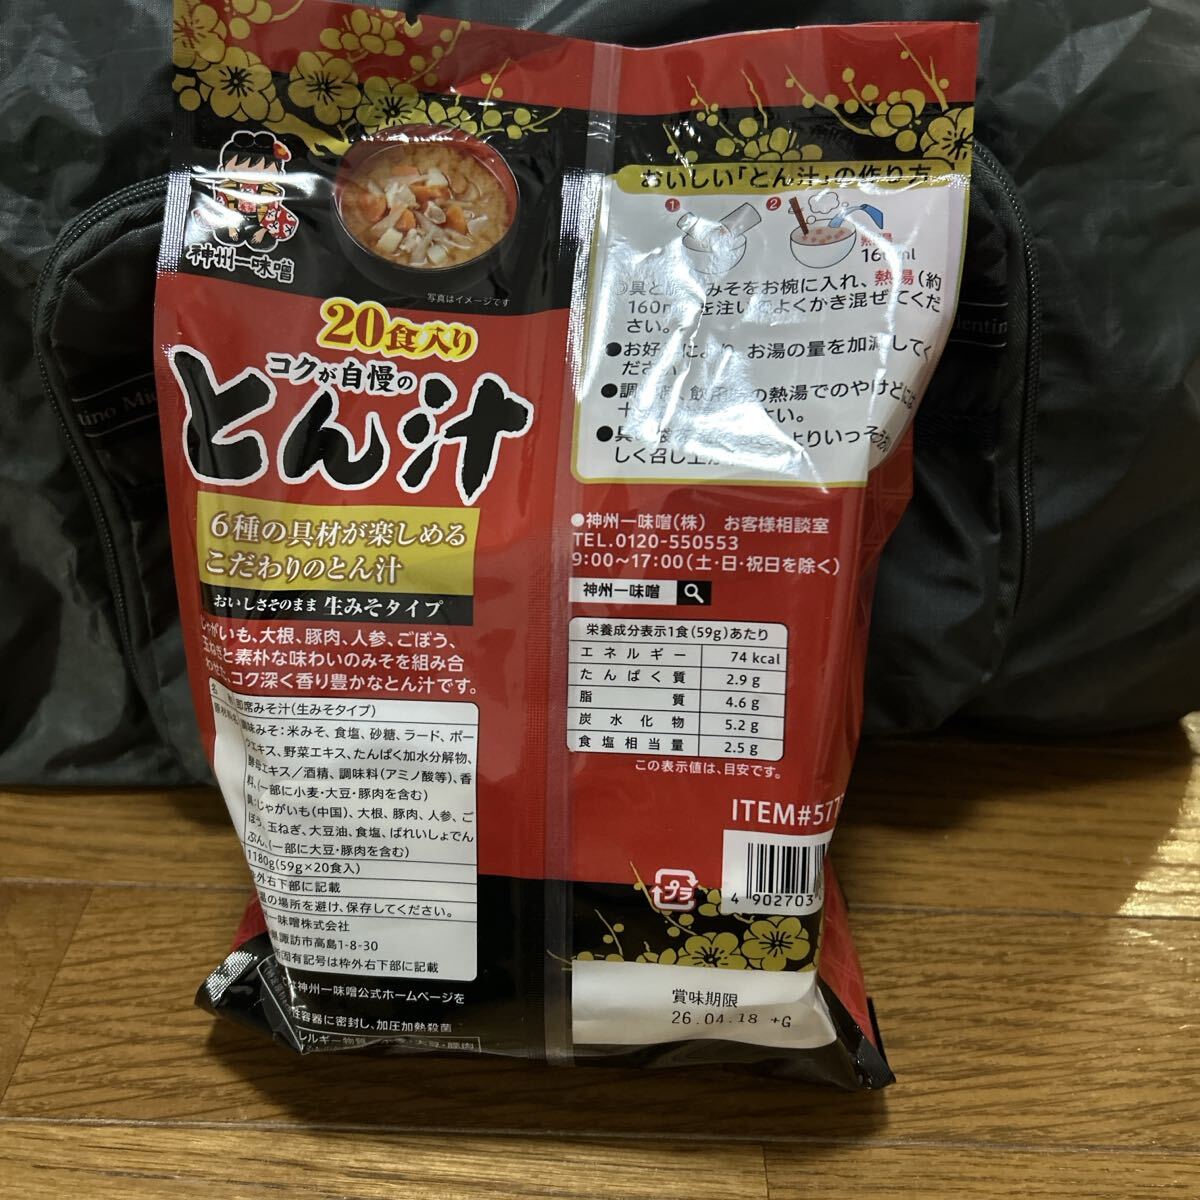 神州一味噌
写真はイメージです
20食入り
コクが自慢の
とん汁
6種の具材が楽しめる
こだわりのとん汁
おいしさそのまま 生みそタイプ
じゃがいも、大根、豚肉、人参、ごぼう、
玉ねぎと素朴な味わいのみそを組み合
わせた、コク深く香り豊かなとん汁です。
即席みそ汁(生みそタイプ)
調味みそ:米みそ、食塩、砂糖、ラード、ポー
クエキス、野菜エキス、たんぱく加水分解物、
酵母エキス/酒精、調味料(アミノ酸等)、香
料、(一部に小麦・大豆・豚肉を含む)
具:じゃがいも(中国)、大根、豚肉、人参、ご
ぼう、玉ねぎ、大豆油、食塩、ばれいしょでん
ぷん、(一部に大豆・豚肉を含む)
1180g(59g×20食入)
枠外右下部に記載
温の場所を避け、保存してください。
一味噌株式会社
諏訪市高島1-8-30
固有記号は枠外右下部に記載
神州一味噌公式ホームページを
性容器に密封し、加圧加熱殺菌
おいしい「とん汁」の作り方
1 2
熱湯
160ml
具と みそをお椀に入れ、熱湯(約
160m を注い よくかき混ぜてくだ
さい。
●お好 により、お湯の量を加減してく
ださい
●調 、飲 の熱湯でのやけどには
十 さい。
●具 よりいっそう
しく召し上が
●神州一味噌(株) お客様相談室
TEL.0120-550553
9:00~17:00(土・日・祝日を除く)
神州一味噌
栄養成分表示1食(59g)あたり
エネルギー 74 kcal
たんぱく質 2.9 g
脂質 4.6 g
炭水化物 5.2 g
食塩相当量 2.5 g
この表示値は、目安です。
ITEM#577
プラ
4 902703
賞味期限
26.04.18 +G